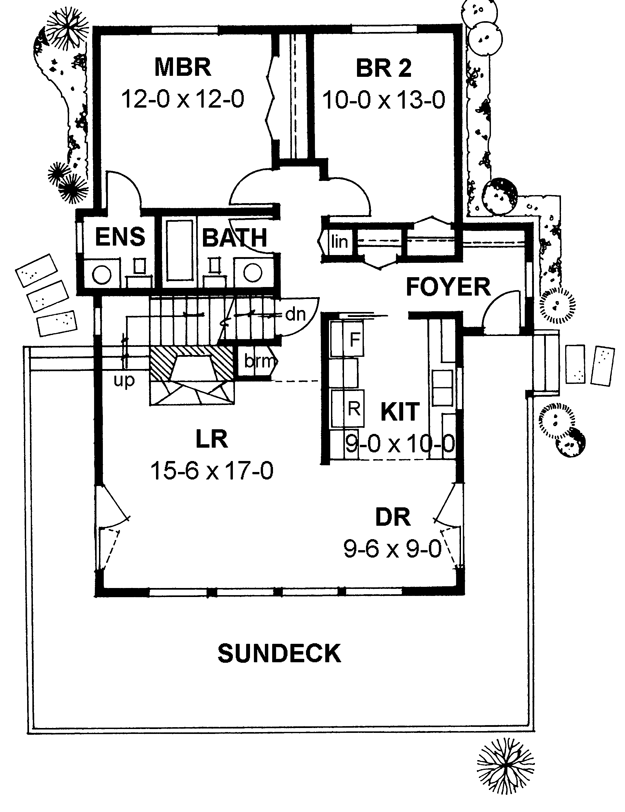 MBR
12-0 x 12-0
BR 2
10-0 x 13-0
ENS
BATH
lin
FOYER
dn
up
brm
F
R
KIT
9-0 x 10-0
LR
15-6 x 17-0
DR
9-6 x 9-0
SUNDECK